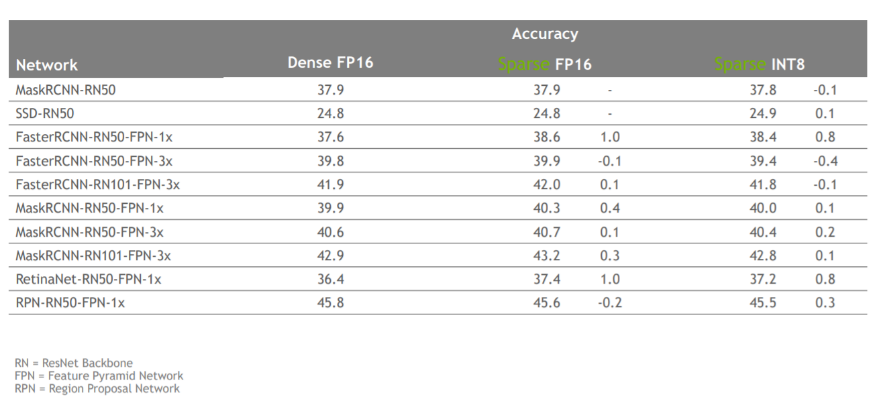 Accuracy
Network Dense FP16 Sparse FP16 Sparse INT8
MaskRCNN-RN50 37.9 37.9 - 37.8 -0.1
SSD-RN50 24.8 24.8 - 24.9 0.1
FasterRCNN-RN50-FPN-1x 37.6 38.6 1.0 38.4 0.8
FasterRCNN-RN50-FPN-3x 39.8 39.9 -0.1 39.4 -0.4
FasterRCNN-RN101-FPN-3x 41.9 42.0 0.1 41.8 -0.1
MaskRCNN-RN50-FPN-1x 39.9 40.3 0.4 40.0 0.1
MaskRCNN-RN50-FPN-3x 40.6 40.7 0.1 40.4 0.2
MaskRCNN-RN101-FPN-3x 42.9 43.2 0.3 42.8 0.1
RetinaNet-RN50-FPN-1x 36.4 37.4 1.0 37.2 0.8
RPN-RN50-FPN-1x 45.8 45.6 -0.2 45.5 0.3
RN = ResNet Backbone
FPN = Feature Pyramid Network
RPN = Region Proposal Network